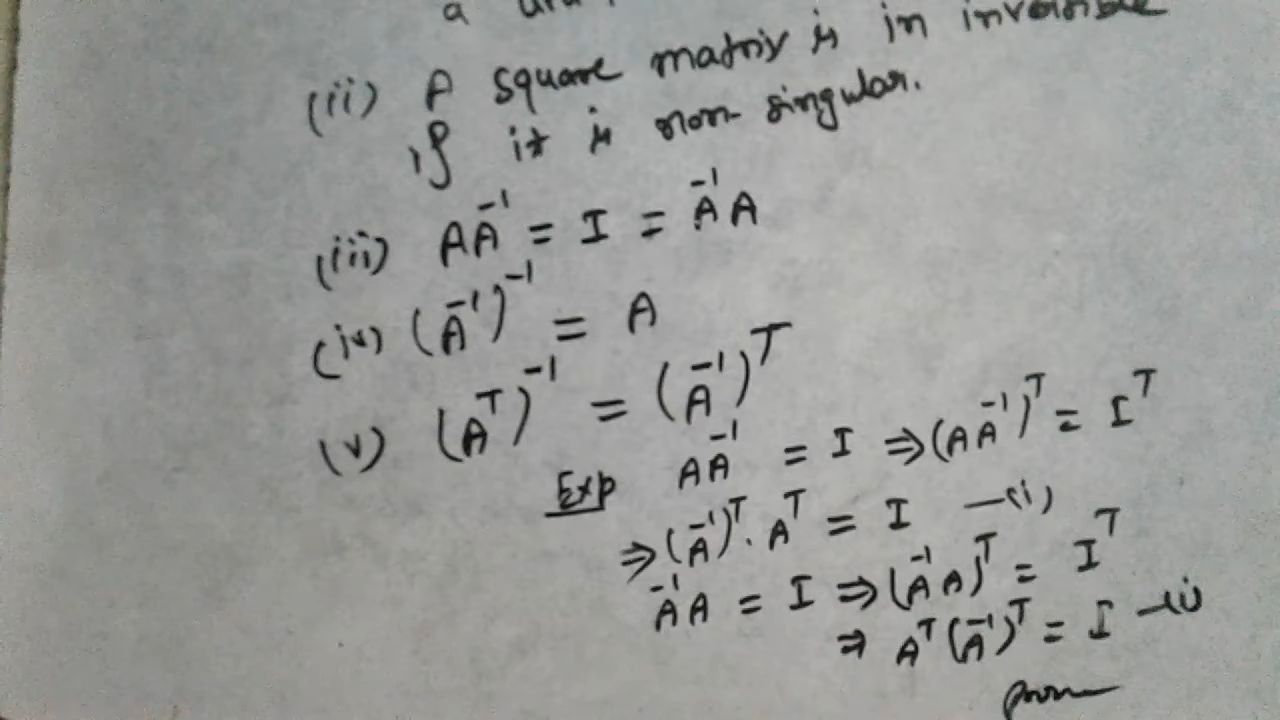 a
(ii) A square matrix is in invertible
if it is non-singular.
(iii) AA⁻¹ = I = A⁻¹A
(iv) (A⁻¹)⁻¹ = A
(v) (Aᵀ)⁻¹ = (A⁻¹)ᵀ
Exp AA⁻¹ = I ⇒ (AA⁻¹)ᵀ = Iᵀ
⇒ (A⁻¹)ᵀ. Aᵀ = I —(i)
A⁻¹A = I ⇒ (A⁻¹A)ᵀ = Iᵀ
⇒ Aᵀ(A⁻¹)ᵀ = I —(ii)